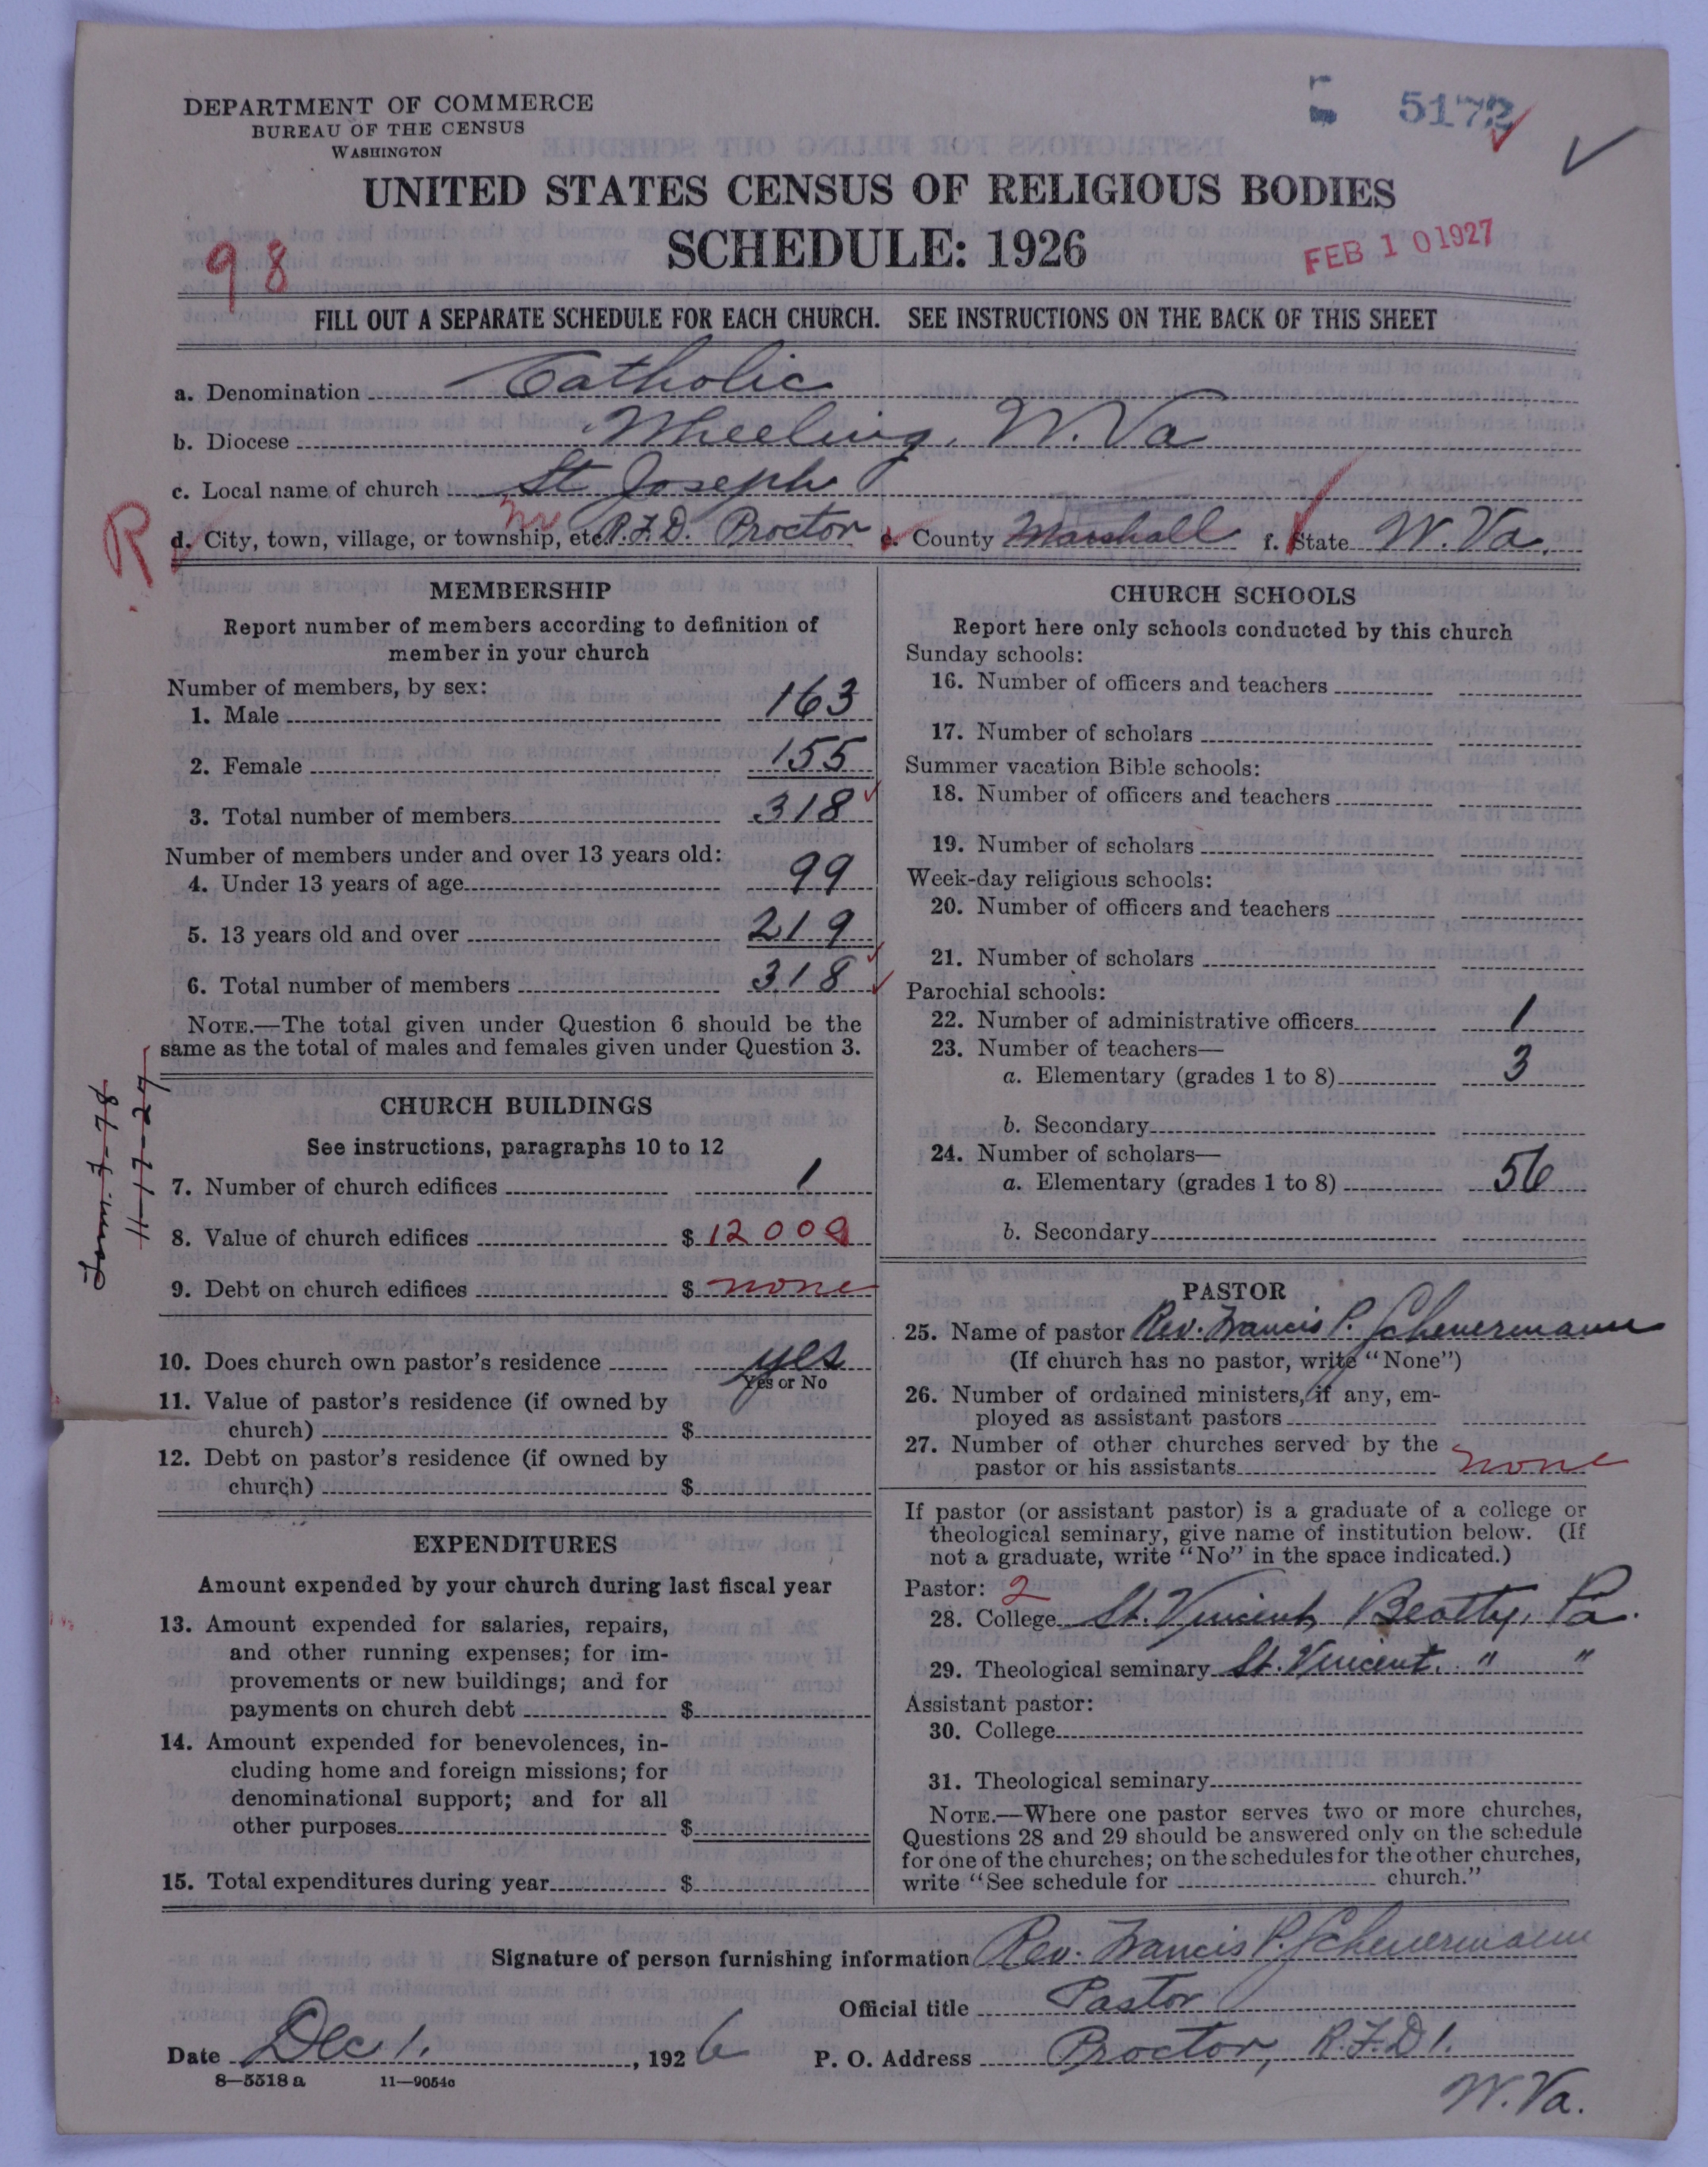 DEPARTMENT OF COMMERCE
BUREAU OF THE CENSUS
WASHINGTON
5172
UNITED STATES CENSUS OF RELIGIOUS BODIES
SCHEDULE: 1926
98
FEB 10 1927
FILL OUT A SEPARATE SCHEDULE FOR EACH CHURCH. SEE INSTRUCTIONS ON THE BACK OF THIS SHEET
a. Denomination Catholic
b. Diocese Wheeling, W. Va
c. Local name of church St Joseph
R d. City, town, village, or township, etc. R.F.D. Proctor e. County Marshall f. State W. Va.
MEMBERSHIP
Report number of members according to definition of
member in your church
Number of members, by sex:
1. Male 163
2. Female 155
3. Total number of members 318
Number of members under and over 13 years old:
4. Under 13 years of age 99
5. 13 years old and over 219
6. Total number of members 318
NOTE.—The total given under Question 6 should be the
same as the total of males and females given under Question 3.
11-17-27
CHURCH BUILDINGS
See instructions, paragraphs 10 to 12
7. Number of church edifices 1
8. Value of church edifices $ 12000
9. Debt on church edifices $ none
10. Does church own pastor's residence yes
Yes or No
11. Value of pastor's residence (if owned by
church) $
12. Debt on pastor's residence (if owned by
church) $
EXPENDITURES
Amount expended by your church during last fiscal year
13. Amount expended for salaries, repairs,
and other running expenses; for im-
provements or new buildings; and for
payments on church debt $
14. Amount expended for benevolences, in-
cluding home and foreign missions; for
denominational support; and for all
other purposes $
15. Total expenditures during year $
CHURCH SCHOOLS
Report here only schools conducted by this church
Sunday schools:
16. Number of officers and teachers
17. Number of scholars
Summer vacation Bible schools:
18. Number of officers and teachers
19. Number of scholars
Week-day religious schools:
20. Number of officers and teachers
21. Number of scholars
Parochial schools:
22. Number of administrative officers 1
23. Number of teachers—
a. Elementary (grades 1 to 8) 3
b. Secondary
24. Number of scholars—
a. Elementary (grades 1 to 8) 56
b. Secondary
PASTOR
25. Name of pastor Rev. Francis P. Scheuermann
(If church has no pastor, write "None")
26. Number of ordained ministers, if any, em-
ployed as assistant pastors
27. Number of other churches served by the
pastor or his assistants none
If pastor (or assistant pastor) is a graduate of a college or
theological seminary, give name of institution below. (If
not a graduate, write "No" in the space indicated.)
Pastor: 2
28. College St. Vincent, Beatty, Pa.
29. Theological seminary St. Vincent. " "
Assistant pastor:
30. College
31. Theological seminary
NOTE.—Where one pastor serves two or more churches,
Questions 28 and 29 should be answered only on the schedule
for one of the churches; on the schedules for the other churches,
write "See schedule for church."
Signature of person furnishing information Rev. Francis P. Scheuermann
Official title Pastor
Date Dec 1. , 1926 P. O. Address Proctor, R.F.D 1.
W. Va.
8—5518 a 11—9054c